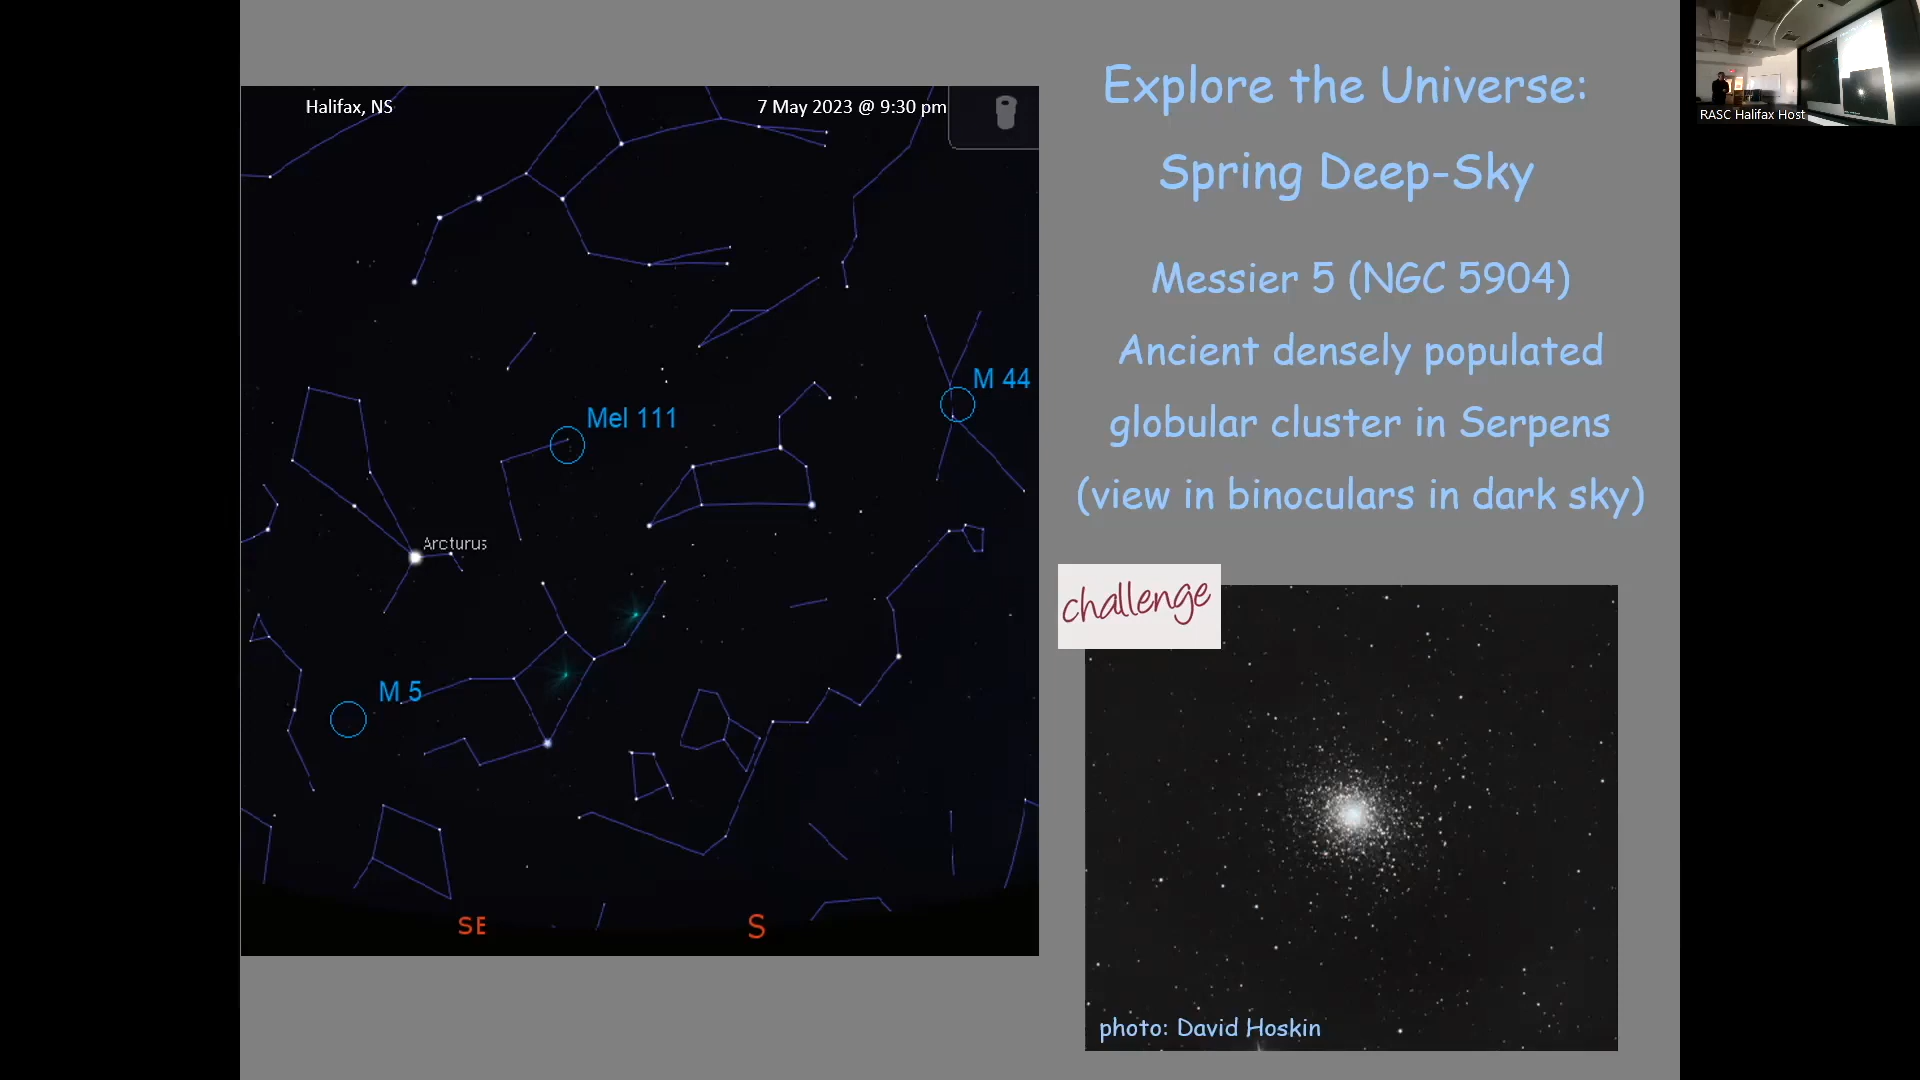 Halifax, NS
7 May 2023 @ 9:30 pm
M 44
Mel 111
Arcturus
M 5
SE
S
Explore the Universe:
Spring Deep-Sky
Messier 5 (NGC 5904)
Ancient densely populated
globular cluster in Serpens
(view in binoculars in dark sky)
challenge
photo: David Hoskin
RASC Halifax Host